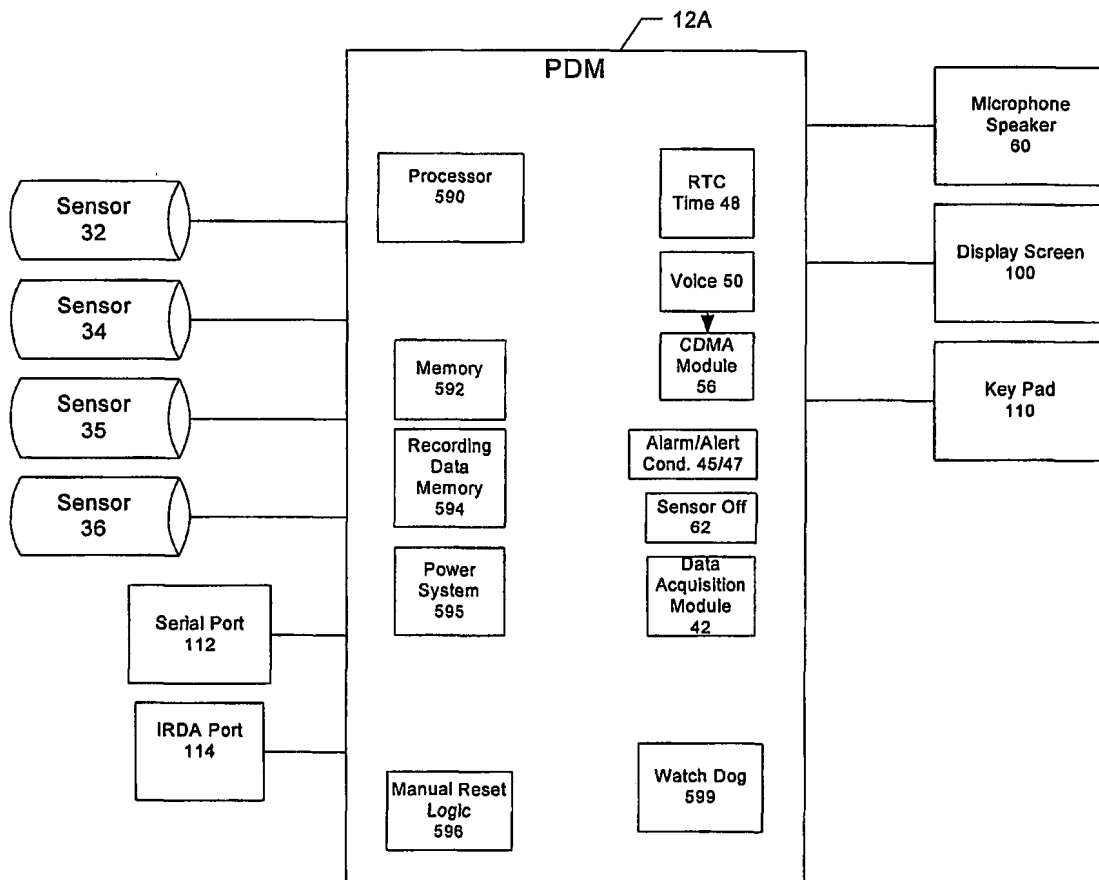 12A
PDM
Sensor
32
Sensor
34
Sensor
35
Sensor
36
Serial Port
112
IRDA Port
114
Processor
590
Memory
592
Recording
Data
Memory
594
Power
System
595
Manual Reset
Logic
596
RTC
Time 48
Voice 50
CDMA
Module
56
Alarm/Alert
Cond. 45/47
Sensor Off
62
Data
Acquisition
Module
42
Watch Dog
599
Microphone
Speaker
60
Display Screen
100
Key Pad
110